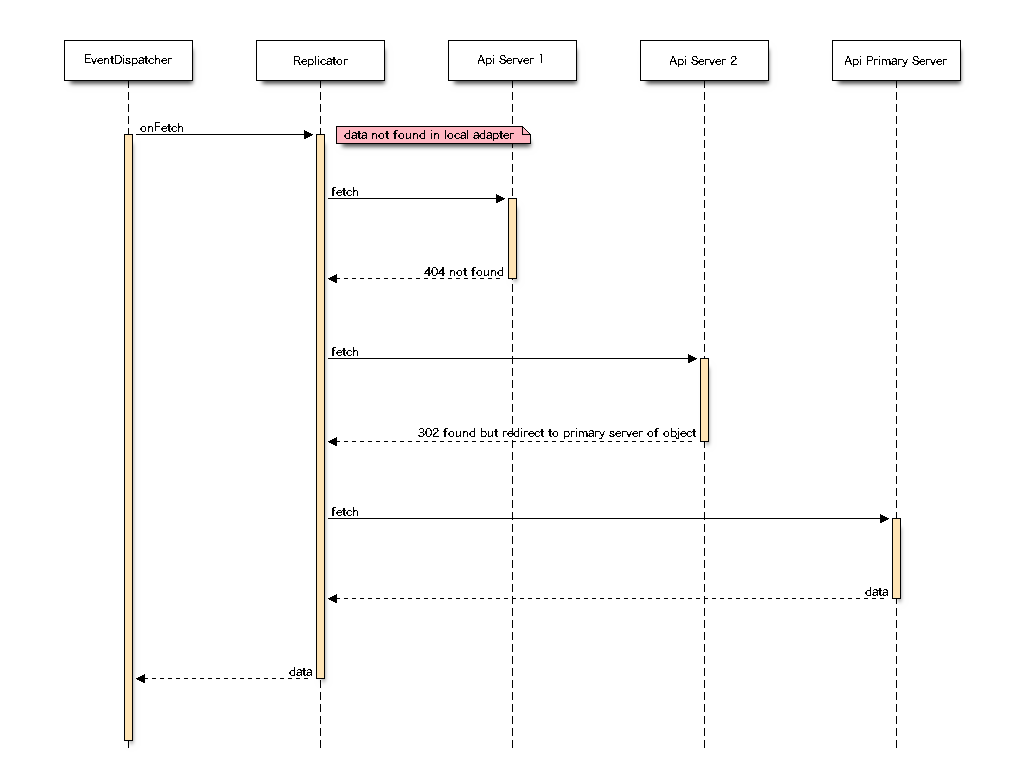 EventDispatcher
Replicator
Api Server 1
Api Server 2
Api Primary Server
onFetch
data not found in local adapter
fetch
404 not found
fetch
302 found but redirect to primary server of object
fetch
data
data